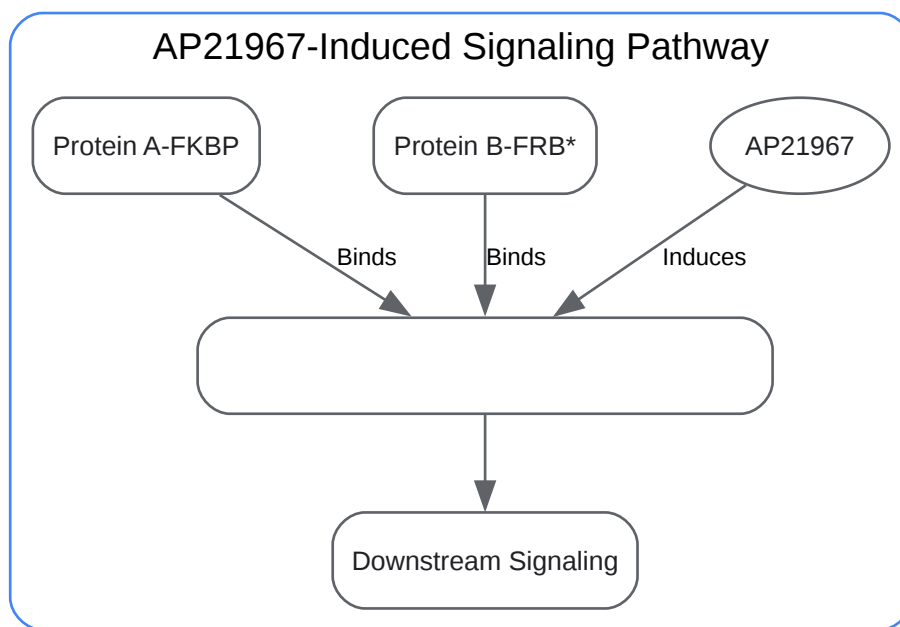 AP21967-Induced Signaling Pathway
Protein A-FKBP
Protein B-FRB*
AP21967
Binds
Binds
Induces
Downstream Signaling